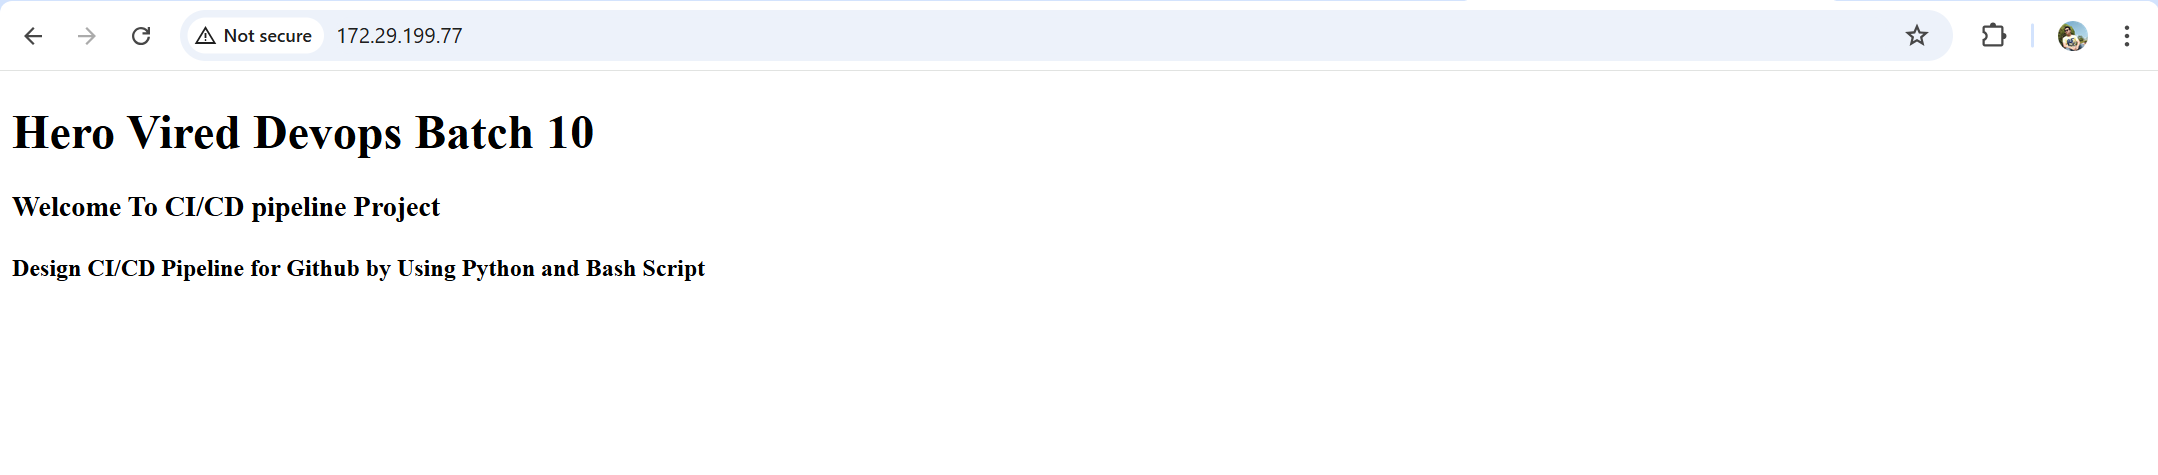 Not secure 172.29.199.77
Hero Vired Devops Batch 10
Welcome To CI/CD pipeline Project
Design CI/CD Pipeline for Github by Using Python and Bash Script